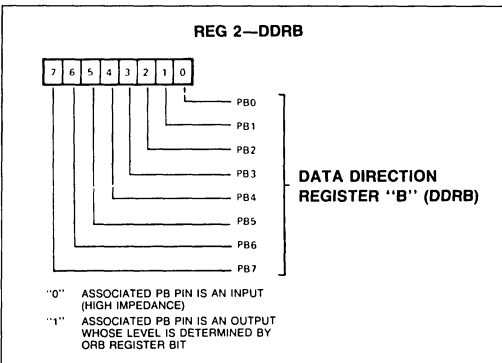 REG 2—DDRB
7 6 5 4 3 2 1 0
PB0
PB1
PB2
PB3
PB4
PB5
PB6
PB7
DATA DIRECTION
REGISTER "B" (DDRB)
"0" ASSOCIATED PB PIN IS AN INPUT
(HIGH IMPEDANCE)
"1" ASSOCIATED PB PIN IS AN OUTPUT
WHOSE LEVEL IS DETERMINED BY
ORB REGISTER BIT